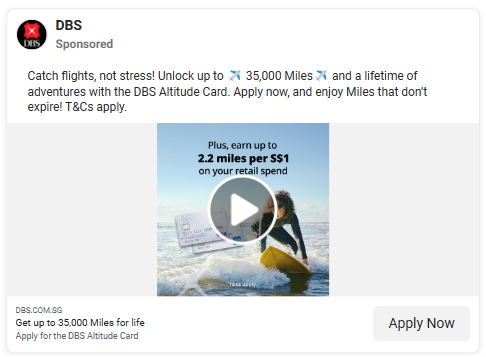 DBS
DBS
Sponsored
Catch flights, not stress! Unlock up to ✈️ 35,000 Miles✈️ and a lifetime of
adventures with the DBS Altitude Card. Apply now, and enjoy Miles that don't
expire! T&Cs apply.
Plus, earn up to
2.2 miles per S$1
on your retail spend
T&Cs apply.
DBS.COM.SG
Get up to 35,000 Miles for life
Apply for the DBS Altitude Card
Apply Now